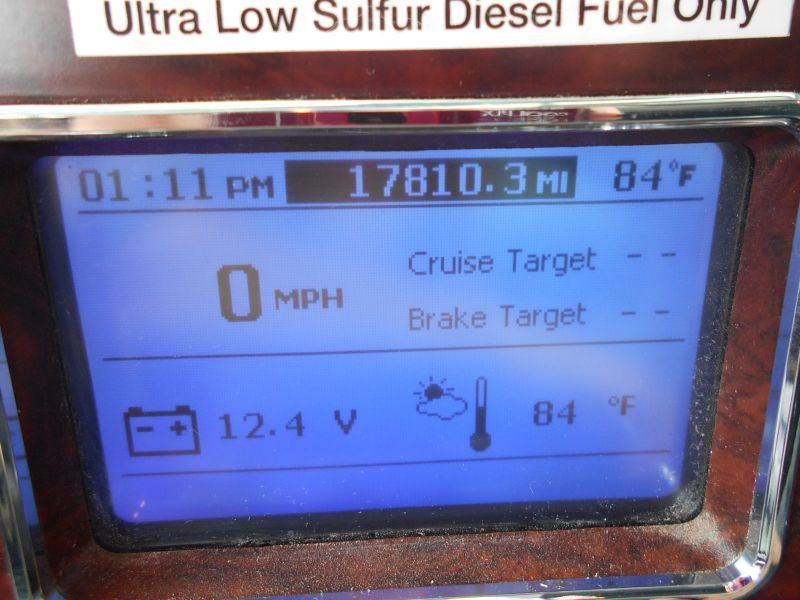 Ultra Low Sulfur Diesel Fuel Only
01:11 PM 17810.3 MI 84°F
0 MPH
Cruise Target - -
Brake Target - -
- + 12.4 V 84 °F